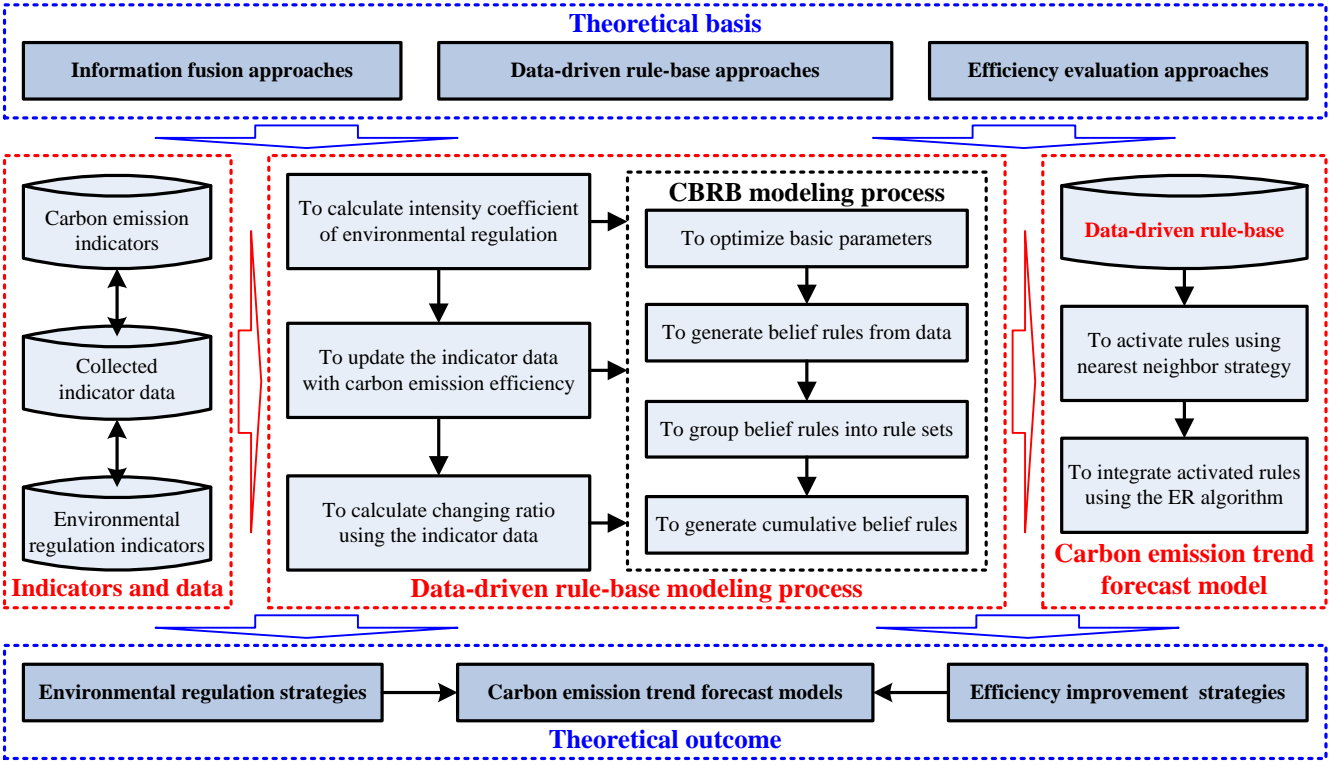 Theoretical basis
Information fusion approaches
Data-driven rule-base approaches
Efficiency evaluation approaches
Carbon emission
indicators
Collected
indicator data
Environmental
regulation indicators
Indicators and data
To calculate intensity coefficient
of environmental regulation
To update the indicator data
with carbon emission efficiency
To calculate changing ratio
using the indicator data
CBRB modeling process
To optimize basic parameters
To generate belief rules from data
To group belief rules into rule sets
To generate cumulative belief rules
Data-driven rule-base modeling process
Data-driven rule-base
To activate rules using
nearest neighbor strategy
To integrate activated rules
using the ER algorithm
Carbon emission trend
forecast model
Environmental regulation strategies
Carbon emission trend forecast models
Efficiency improvement strategies
Theoretical outcome